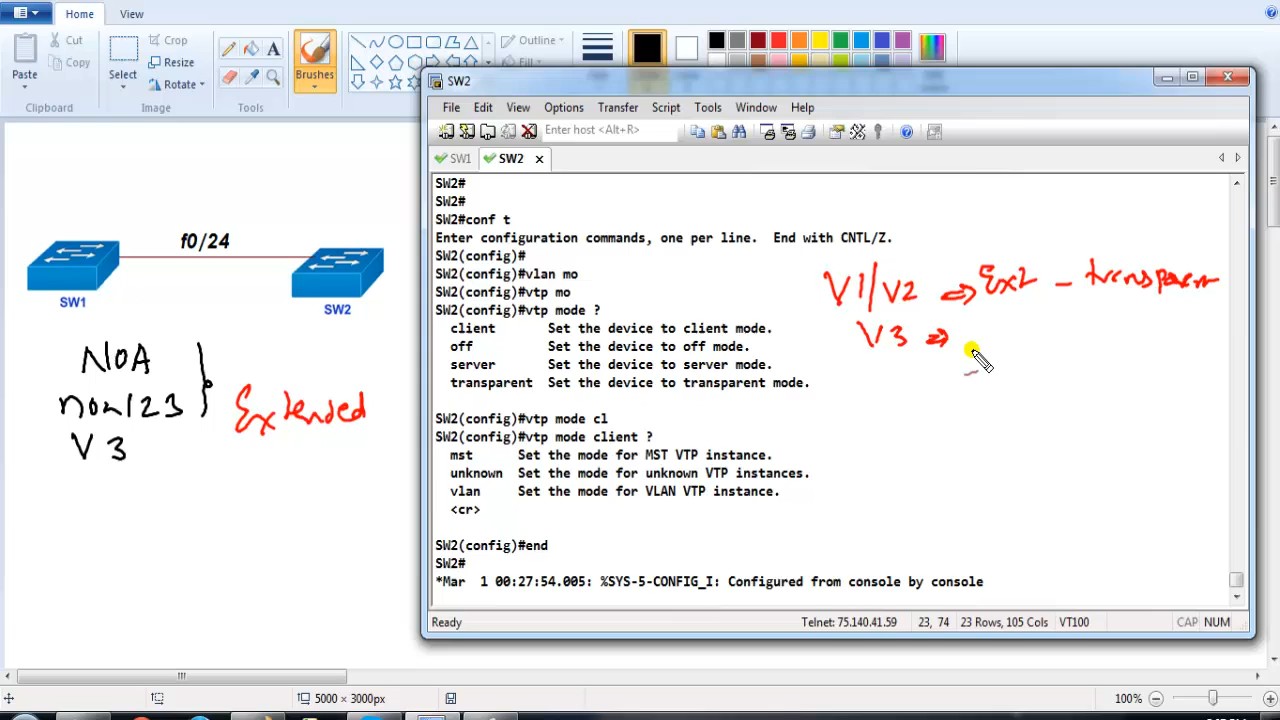 Home View
Paste
Cut
Copy
Clipboard
Select
Crop
Resize
Rotate
Image
A
Tools
Brushes
Outline
Fill
SW2
File Edit View Options Transfer Script Tools Window Help
Enter host <Alt+R>
SW1 SW2
SW2#
SW2#
SW2#conf t
Enter configuration commands, one per line. End with CNTL/Z.
SW2(config)#
SW2(config)#vlan mo
SW2(config)#vtp mo
SW2(config)#vtp mode ?
client Set the device to client mode.
off Set the device to off mode.
server Set the device to server mode.
transparent Set the device to transparent mode.
SW2(config)#vtp mode cl
SW2(config)#vtp mode client ?
mst Set the mode for MST VTP instance.
unknown Set the mode for unknown VTP instances.
vlan Set the mode for VLAN VTP instance.
<cr>
SW2(config)#end
SW2#
*Mar 1 00:27:54.005: %SYS-5-CONFIG_I: Configured from console by console
Ready Telnet: 75.140.41.59 23, 74 23 Rows, 105 Cols VT100 CAP NUM
V1/V2 ⇒ Ext - transparent
V3 ⇒
f0/24
SW1
SW2
NOA
non123
V3
Extended
5000 × 3000px
100%